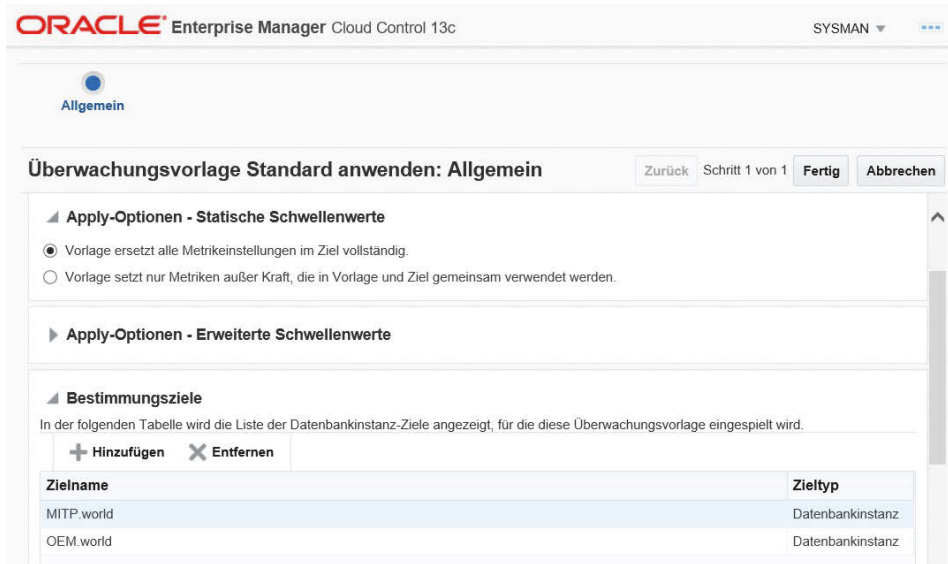 ORACLE Enterprise Manager Cloud Control 13c SYSMAN
Allgemein
Überwachungsvorlage Standard anwenden: Allgemein Zurück Schritt 1 von 1 Fertig Abbrechen
Apply-Optionen - Statische Schwellenwerte
Vorlage ersetzt alle Metrikeinstellungen im Ziel vollständig.
Vorlage setzt nur Metriken außer Kraft, die in Vorlage und Ziel gemeinsam verwendet werden.
Apply-Optionen - Erweiterte Schwellenwerte
Bestimmungsziele
In der folgenden Tabelle wird die Liste der Datenbankinstanz-Ziele angezeigt, für die diese Überwachungsvorlage eingespielt wird.
Hinzufügen Entfernen
Zielname Zieltyp
MITP.world Datenbankinstanz
OEM.world Datenbankinstanz